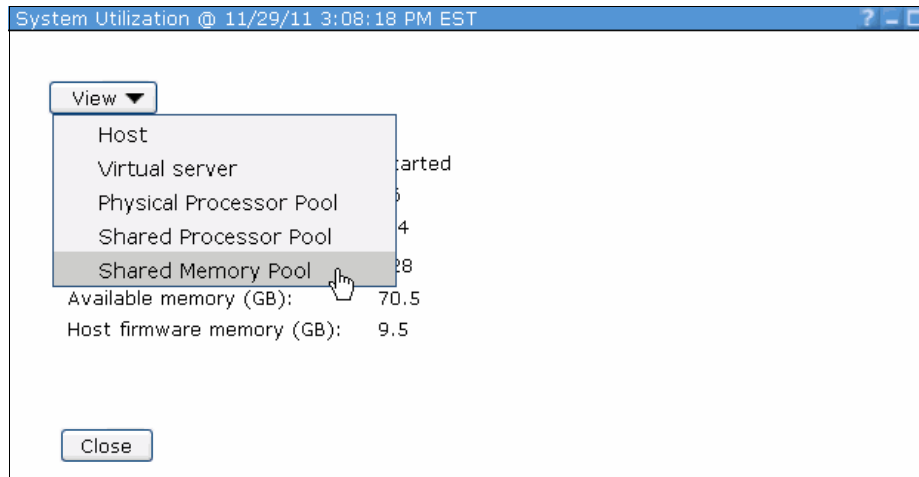 System Utilization @ 11/29/11 3:08:18 PM EST ?
View
Host
Virtual server
Physical Processor Pool
Shared Processor Pool
Shared Memory Pool
Available memory (GB): 70.5
Host firmware memory (GB): 9.5
Close